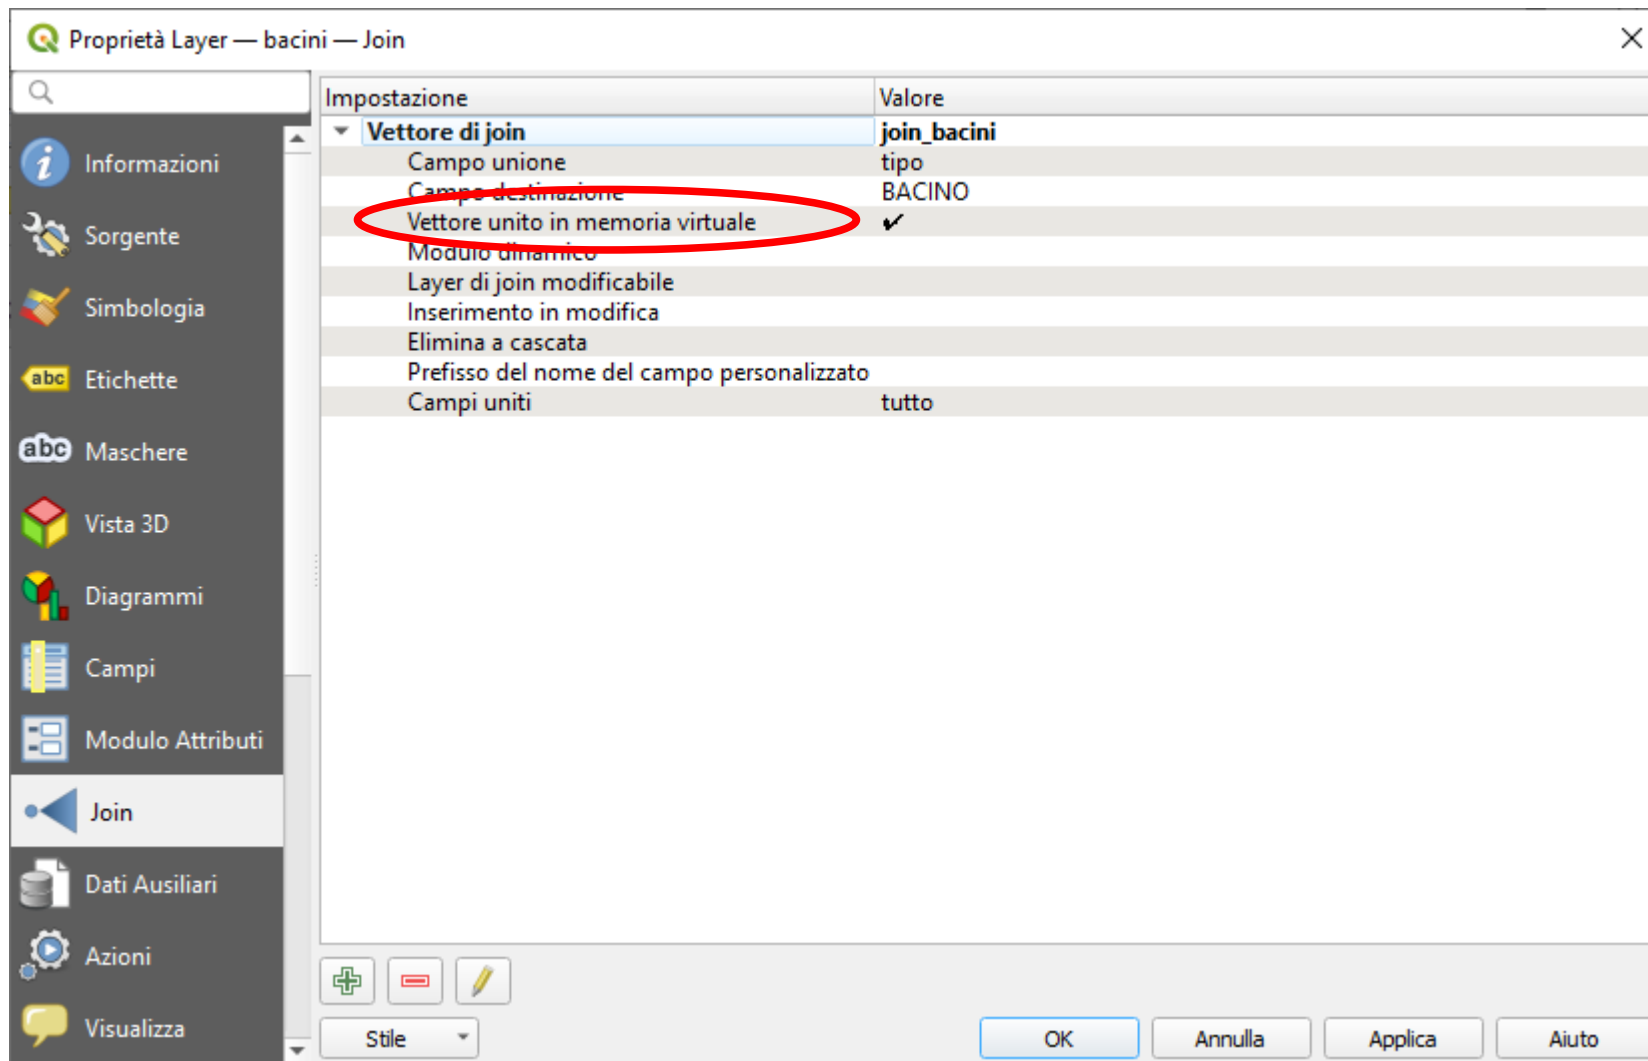 Proprietà Layer — bacini — Join
Impostazione Valore
Vettore di join join_bacini
Campo unione tipo
Campo destinazione BACINO
Vettore unito in memoria virtuale ✔
Modulo dinamico
Layer di join modificabile
Inserimento in modifica
Elimina a cascata
Prefisso del nome del campo personalizzato
Campi uniti tutto
Informazioni
Sorgente
Simbologia
abc Etichette
abc Maschere
Vista 3D
Diagrammi
Campi
Modulo Attributi
Join
Dati Ausiliari
Azioni
Visualizza
Stile OK Annulla Applica Aiuto